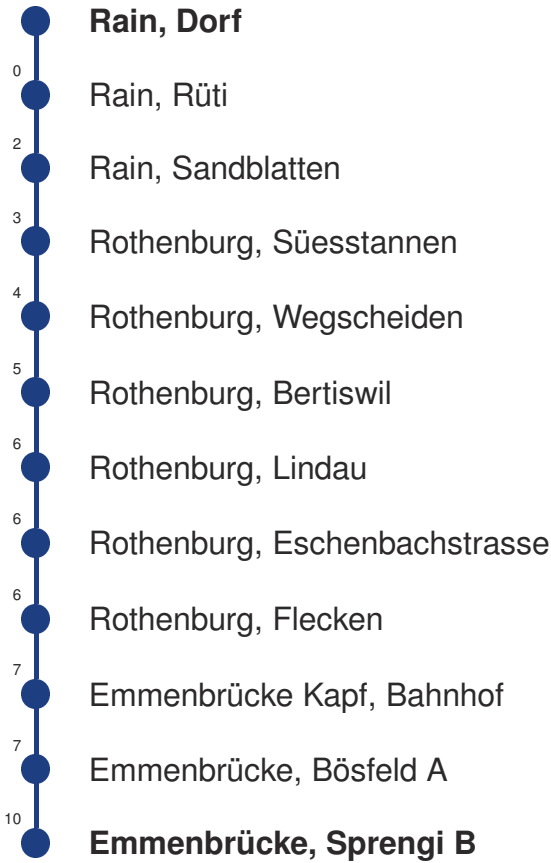 Rain, Dorf
0
Rain, Rüti
2
Rain, Sandblatten
3
Rothenburg, Süesstannen
4
Rothenburg, Wegscheiden
5
Rothenburg, Bertiswil
6
Rothenburg, Lindau
6
Rothenburg, Eschenbachstrasse
6
Rothenburg, Flecken
7
Emmenbrücke Kapf, Bahnhof
7
Emmenbrücke, Bösfeld A
10
Emmenbrücke, Sprengi B